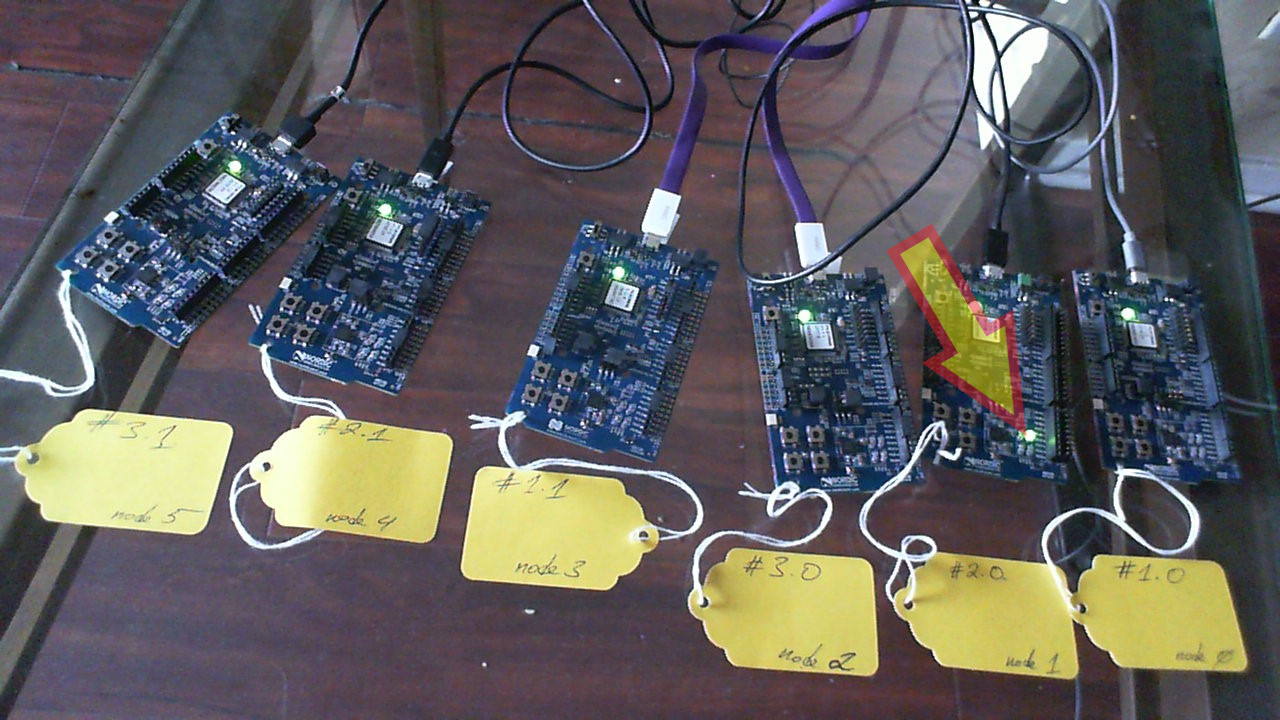 #3.1
node 5
#2.1
node 4
#1.1
node 3
#3.0
node 2
#2.0
node 1
#1.0
node 0
NORDIC